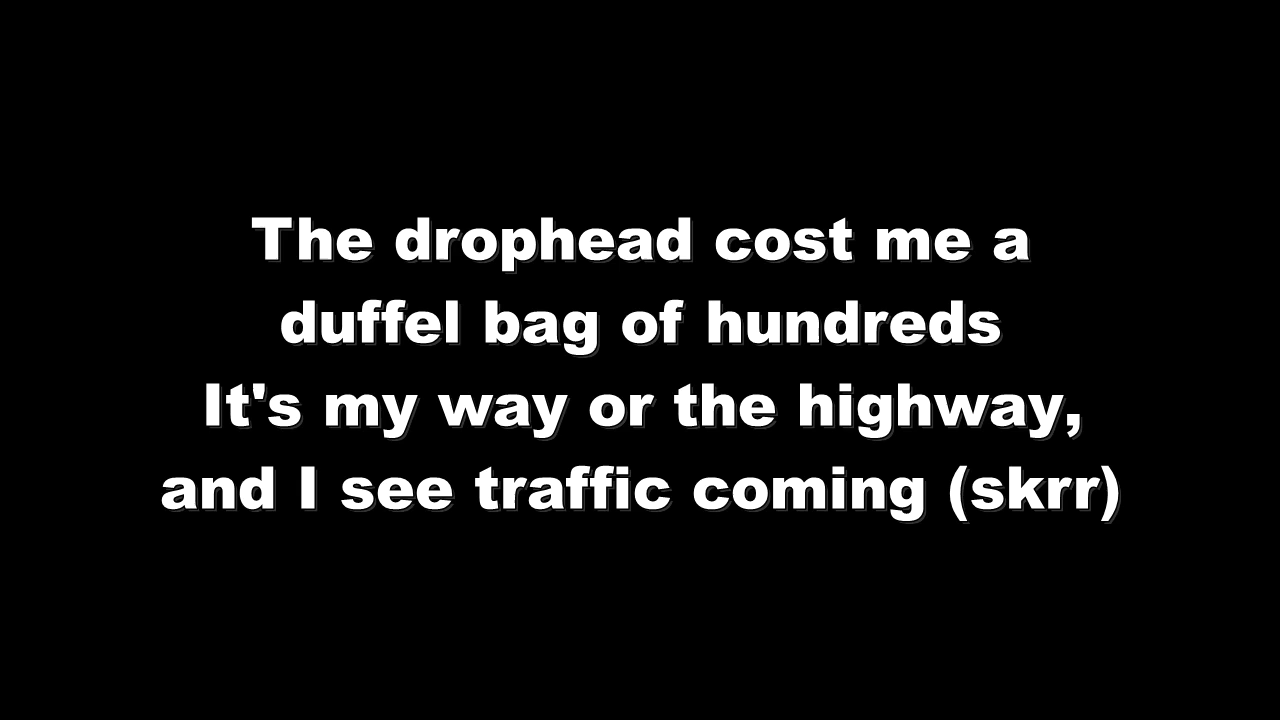 The drophead cost me a
duffel bag of hundreds
It's my way or the highway,
and I see traffic coming (skrr)